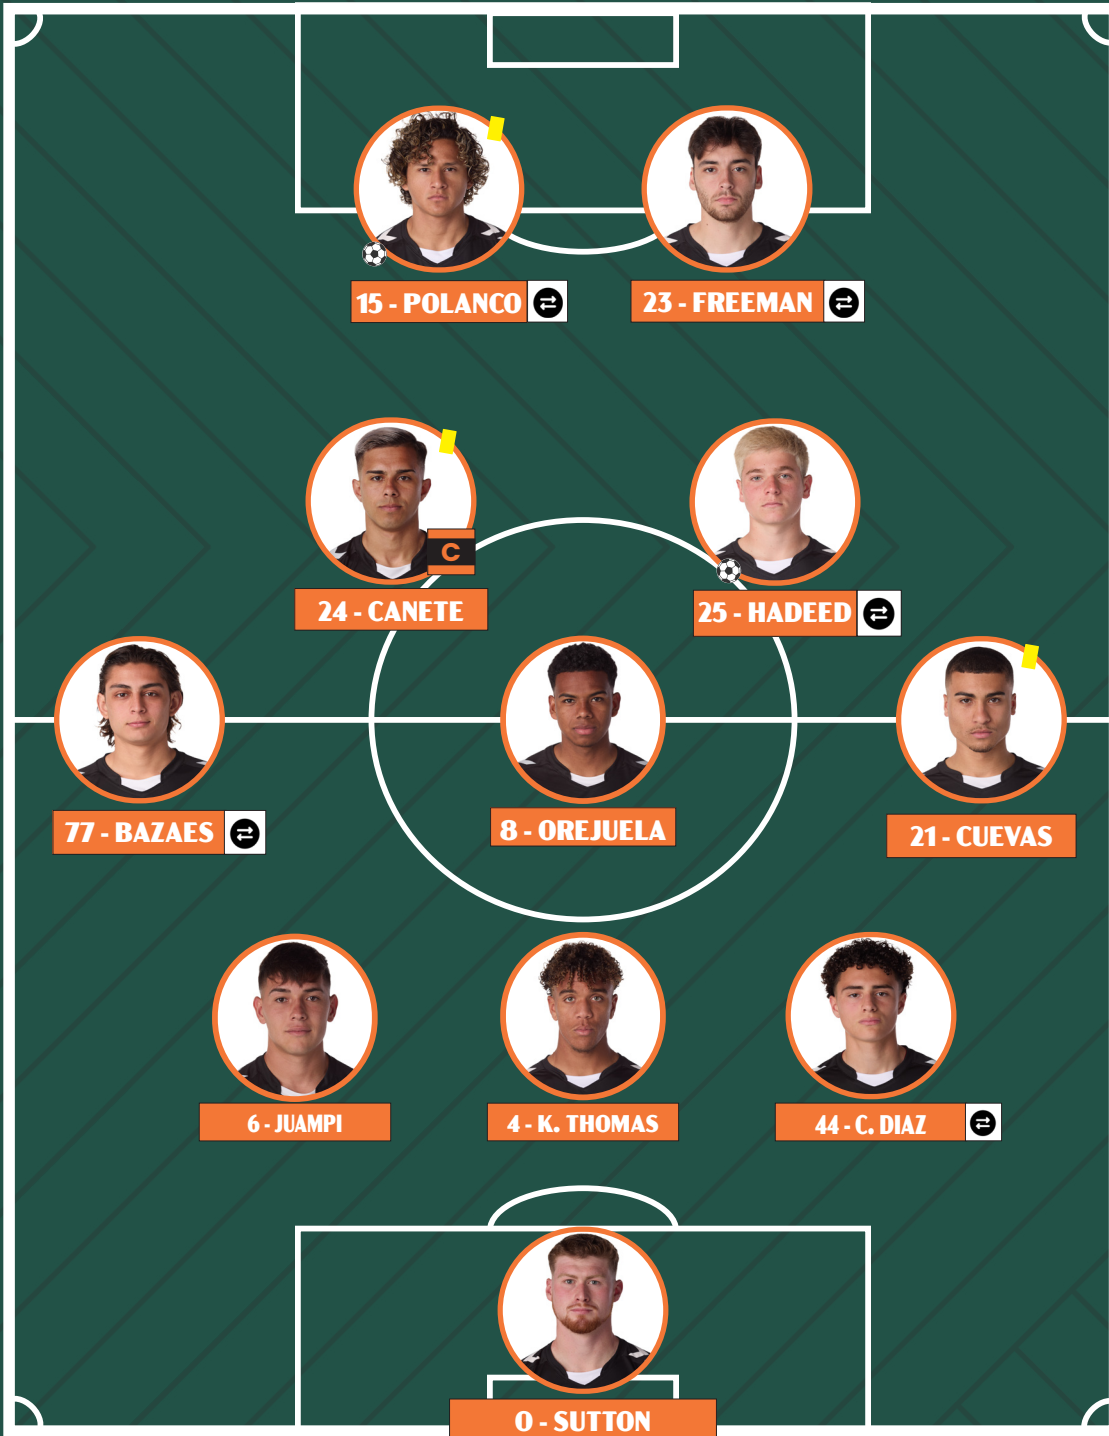 15 - POLANCO
23 - FREEMAN
C
24 - CANETE
25 - HADEED
77 - BAZAES
8 - OREJUELA
21 - CUEVAS
6 - JUAMPI
4 - K. THOMAS
44 - C. DIAZ
0 - SUTTON